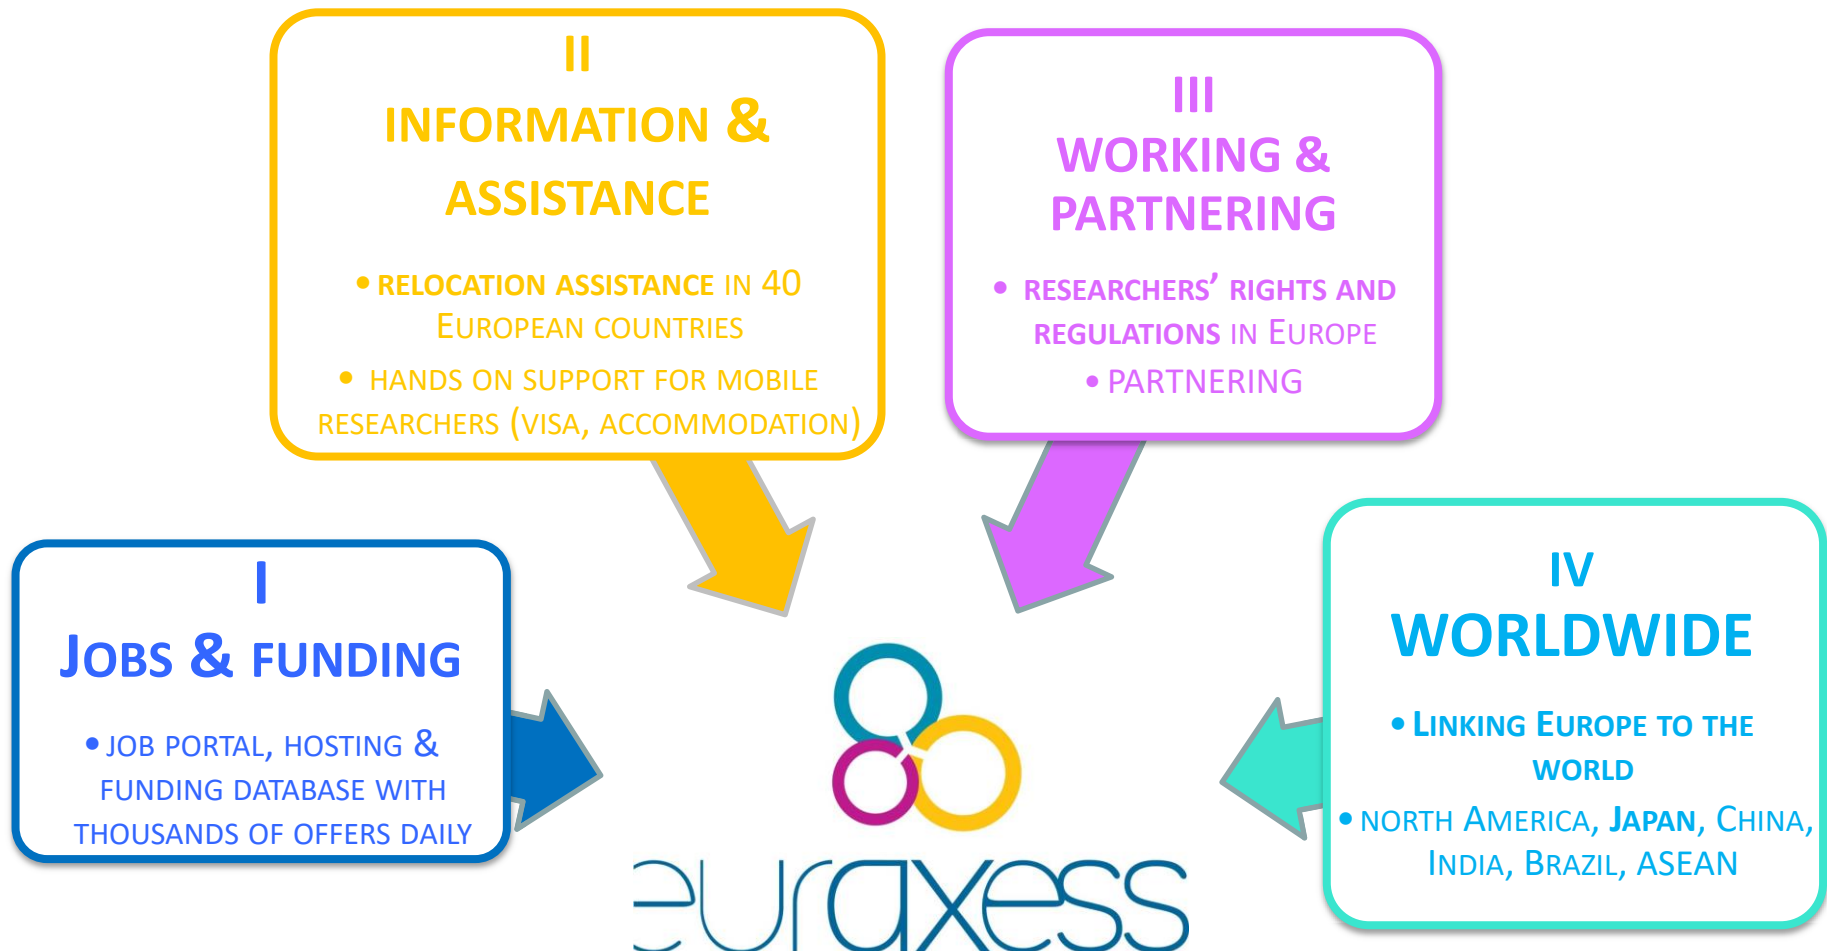 I
JOBS & FUNDING
• JOB PORTAL, HOSTING &
FUNDING DATABASE WITH
THOUSANDS OF OFFERS DAILY
II
INFORMATION &
ASSISTANCE
• RELOCATION ASSISTANCE IN 40
EUROPEAN COUNTRIES
• HANDS ON SUPPORT FOR MOBILE
RESEARCHERS (VISA, ACCOMMODATION)
III
WORKING &
PARTNERING
• RESEARCHERS’ RIGHTS AND
REGULATIONS IN EUROPE
• PARTNERING
IV
WORLDWIDE
• LINKING EUROPE TO THE
WORLD
• NORTH AMERICA, JAPAN, CHINA,
INDIA, BRAZIL, ASEAN
euraxess